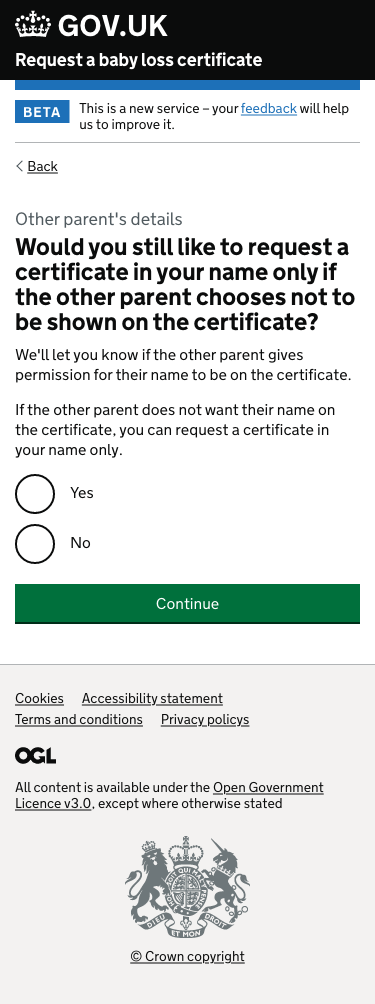 GOV.UK
Request a baby loss certificate
BETA
This is a new service – your feedback will help
us to improve it.
Back
Other parent's details
Would you still like to request a
certificate in your name only if
the other parent chooses not to
be shown on the certificate?
We'll let you know if the other parent gives
permission for their name to be on the certificate.
If the other parent does not want their name on
the certificate, you can request a certificate in
your name only.
Yes
No
Continue
Cookies Accessibility statement
Terms and conditions Privacy policys
OGL
All content is available under the Open Government
Licence v3.0, except where otherwise stated
DIEU ET MON DROIT
© Crown copyright